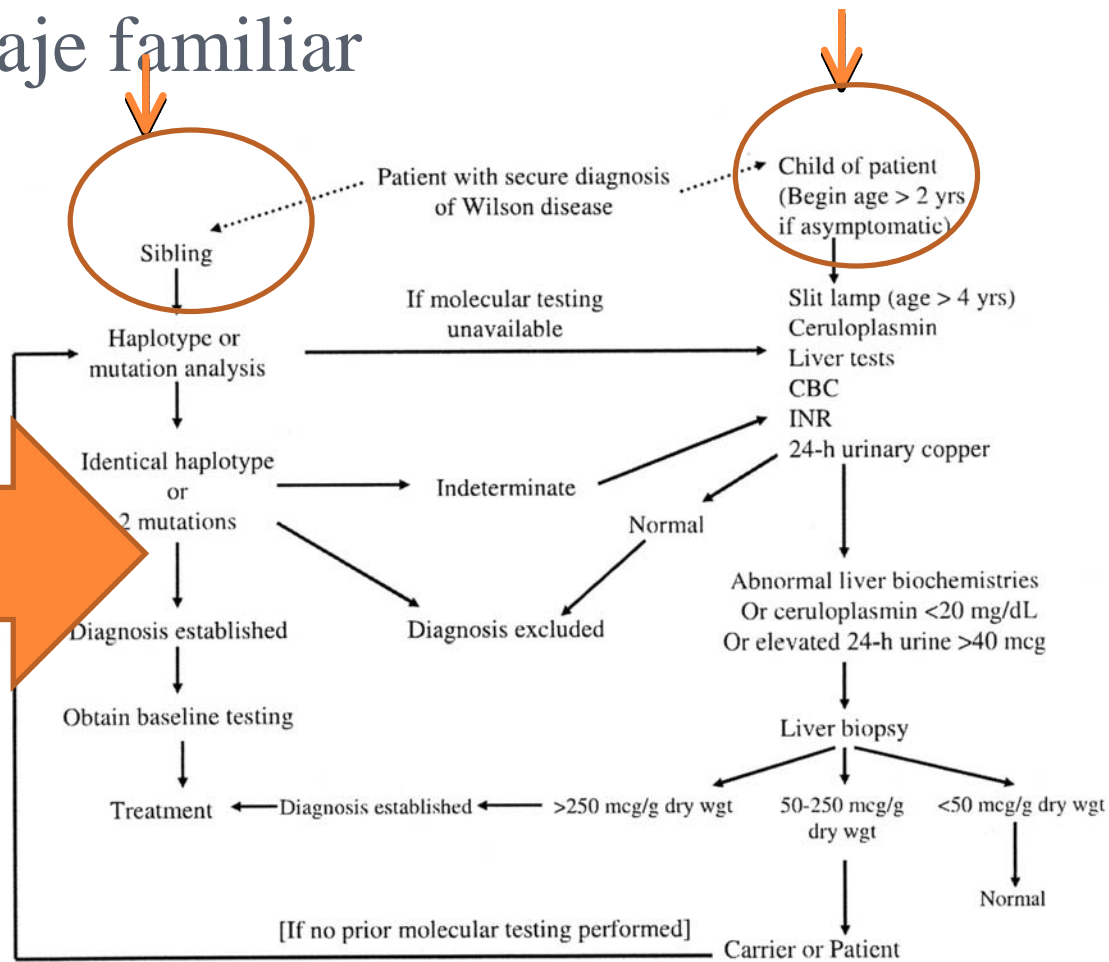 aje familiar
Patient with secure diagnosis
of Wilson disease
Child of patient
(Begin age > 2 yrs
if asymptomatic)
Sibling
Haplotype or
mutation analysis
If molecular testing
unavailable
Slit lamp (age > 4 yrs)
Ceruloplasmin
Liver tests
CBC
INR
24-h urinary copper
Identical haplotype
or
2 mutations
Indeterminate
Normal
Diagnosis established
Diagnosis excluded
Abnormal liver biochemistries
Or ceruloplasmin <20 mg/dL
Or elevated 24-h urine >40 mcg
Obtain baseline testing
Liver biopsy
Treatment
Diagnosis established
>250 mcg/g dry wgt
50-250 mcg/g
dry wgt
<50 mcg/g dry wgt
Normal
[If no prior molecular testing performed]
Carrier or Patient